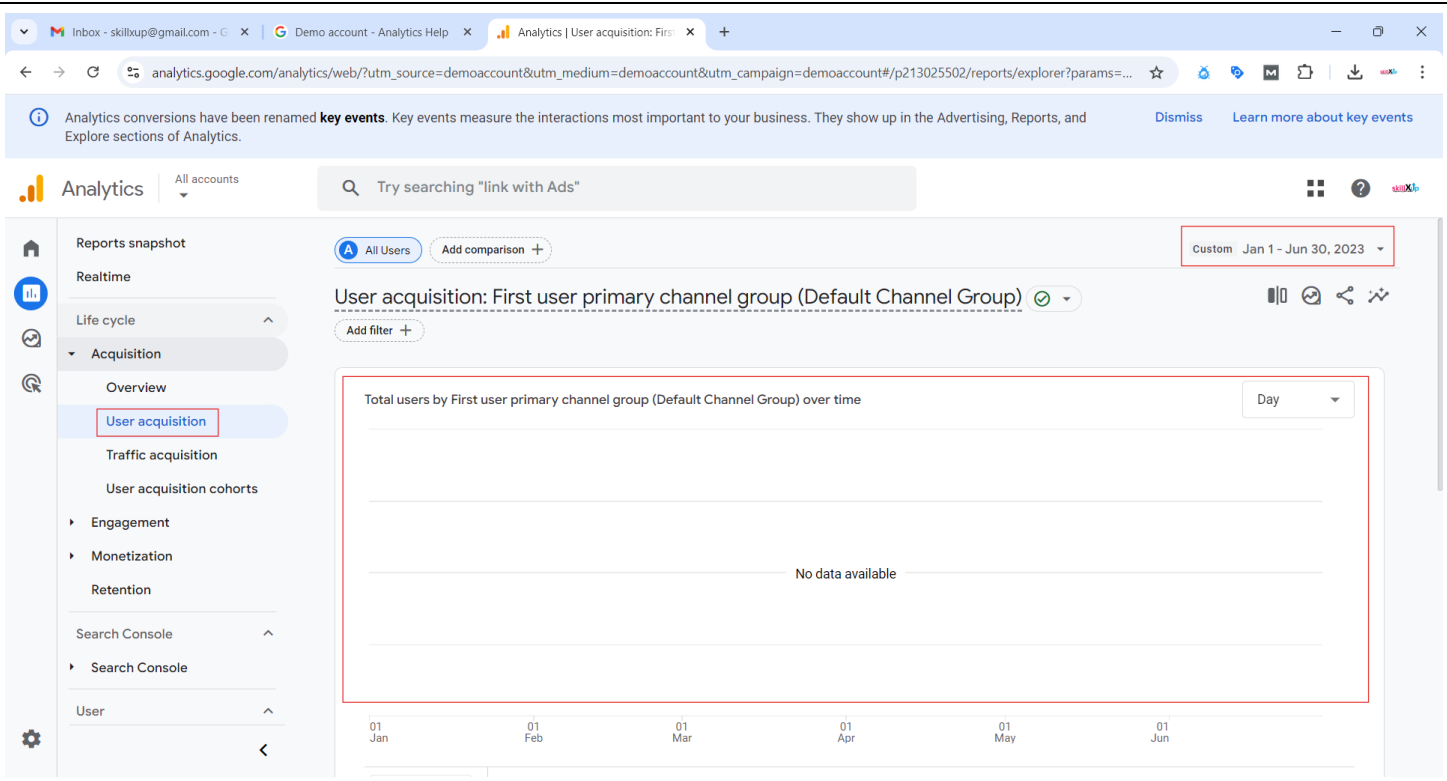 Inbox - skillxup@gmail.com - G
Demo account - Analytics Help
Analytics | User acquisition: Firs
analytics.google.com/analytics/web/?utm_source=demoaccount&utm_medium=demoaccount&utm_campaign=demoaccount#/p213025502/reports/explorer?params=...
Analytics conversions have been renamed key events. Key events measure the interactions most important to your business. They show up in the Advertising, Reports, and
Explore sections of Analytics.
Dismiss
Learn more about key events
Analytics
All accounts
Try searching "link with Ads"
skillXUp
Reports snapshot
Realtime
Life cycle
Acquisition
Overview
User acquisition
Traffic acquisition
User acquisition cohorts
Engagement
Monetization
Retention
Search Console
Search Console
User
A All Users
Add comparison +
Custom Jan 1 - Jun 30, 2023
User acquisition: First user primary channel group (Default Channel Group)
Add filter +
Total users by First user primary channel group (Default Channel Group) over time
Day
No data available
01 Jan
01 Feb
01 Mar
01 Apr
01 May
01 Jun